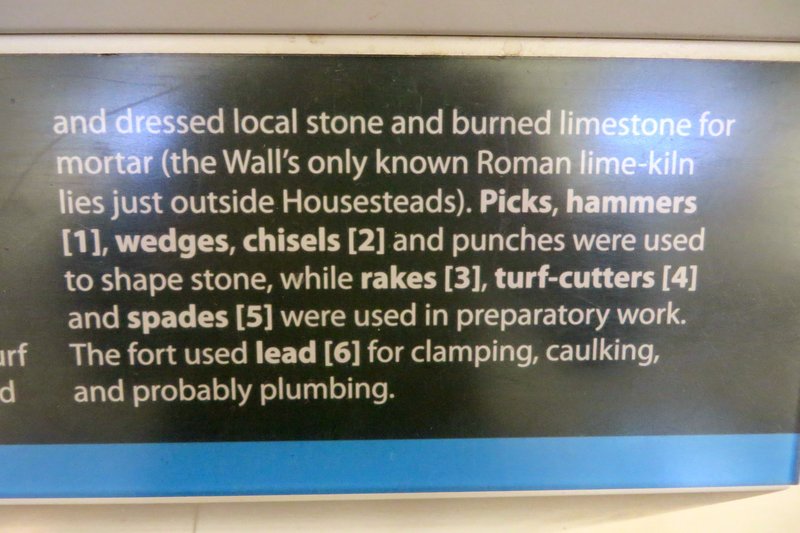 and dressed local stone and burned limestone for
mortar (the Wall's only known Roman lime-kiln
lies just outside Housesteads). Picks, hammers
[1], wedges, chisels [2] and punches were used
to shape stone, while rakes [3], turf-cutters [4]
and spades [5] were used in preparatory work.
The fort used lead [6] for clamping, caulking,
and probably plumbing.